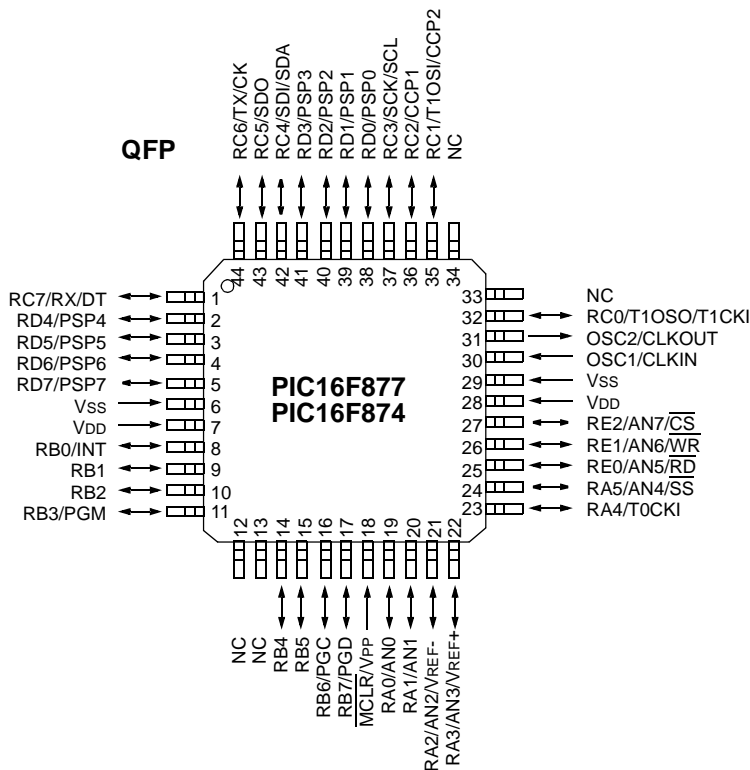 QFP
RC6/TX/CK
RC5/SDO
RC4/SDI/SDA
RD3/PSP3
RD2/PSP2
RD1/PSP1
RD0/PSP0
RC3/SCK/SCL
RC2/CCP1
RC1/T1OSI/CCP2
NC
44
43
42
41
40
39
38
37
36
35
34
RC7/RX/DT 1
RD4/PSP4 2
RD5/PSP5 3
RD6/PSP6 4
RD7/PSP7 5
VSS 6
VDD 7
RB0/INT 8
RB1 9
RB2 10
RB3/PGM 11
PIC16F877
PIC16F874
33 NC
32 RC0/T1OSO/T1CKI
31 OSC2/CLKOUT
30 OSC1/CLKIN
29 VSS
28 VDD
27 RE2/AN7/CS
26 RE1/AN6/WR
25 RE0/AN5/RD
24 RA5/AN4/SS
23 RA4/T0CKI
12
13
14
15
16
17
18
19
20
21
22
NC
NC
RB4
RB5
RB6/PGC
RB7/PGD
MCLR/VPP
RA0/AN0
RA1/AN1
RA2/AN2/VREF-
RA3/AN3/VREF+